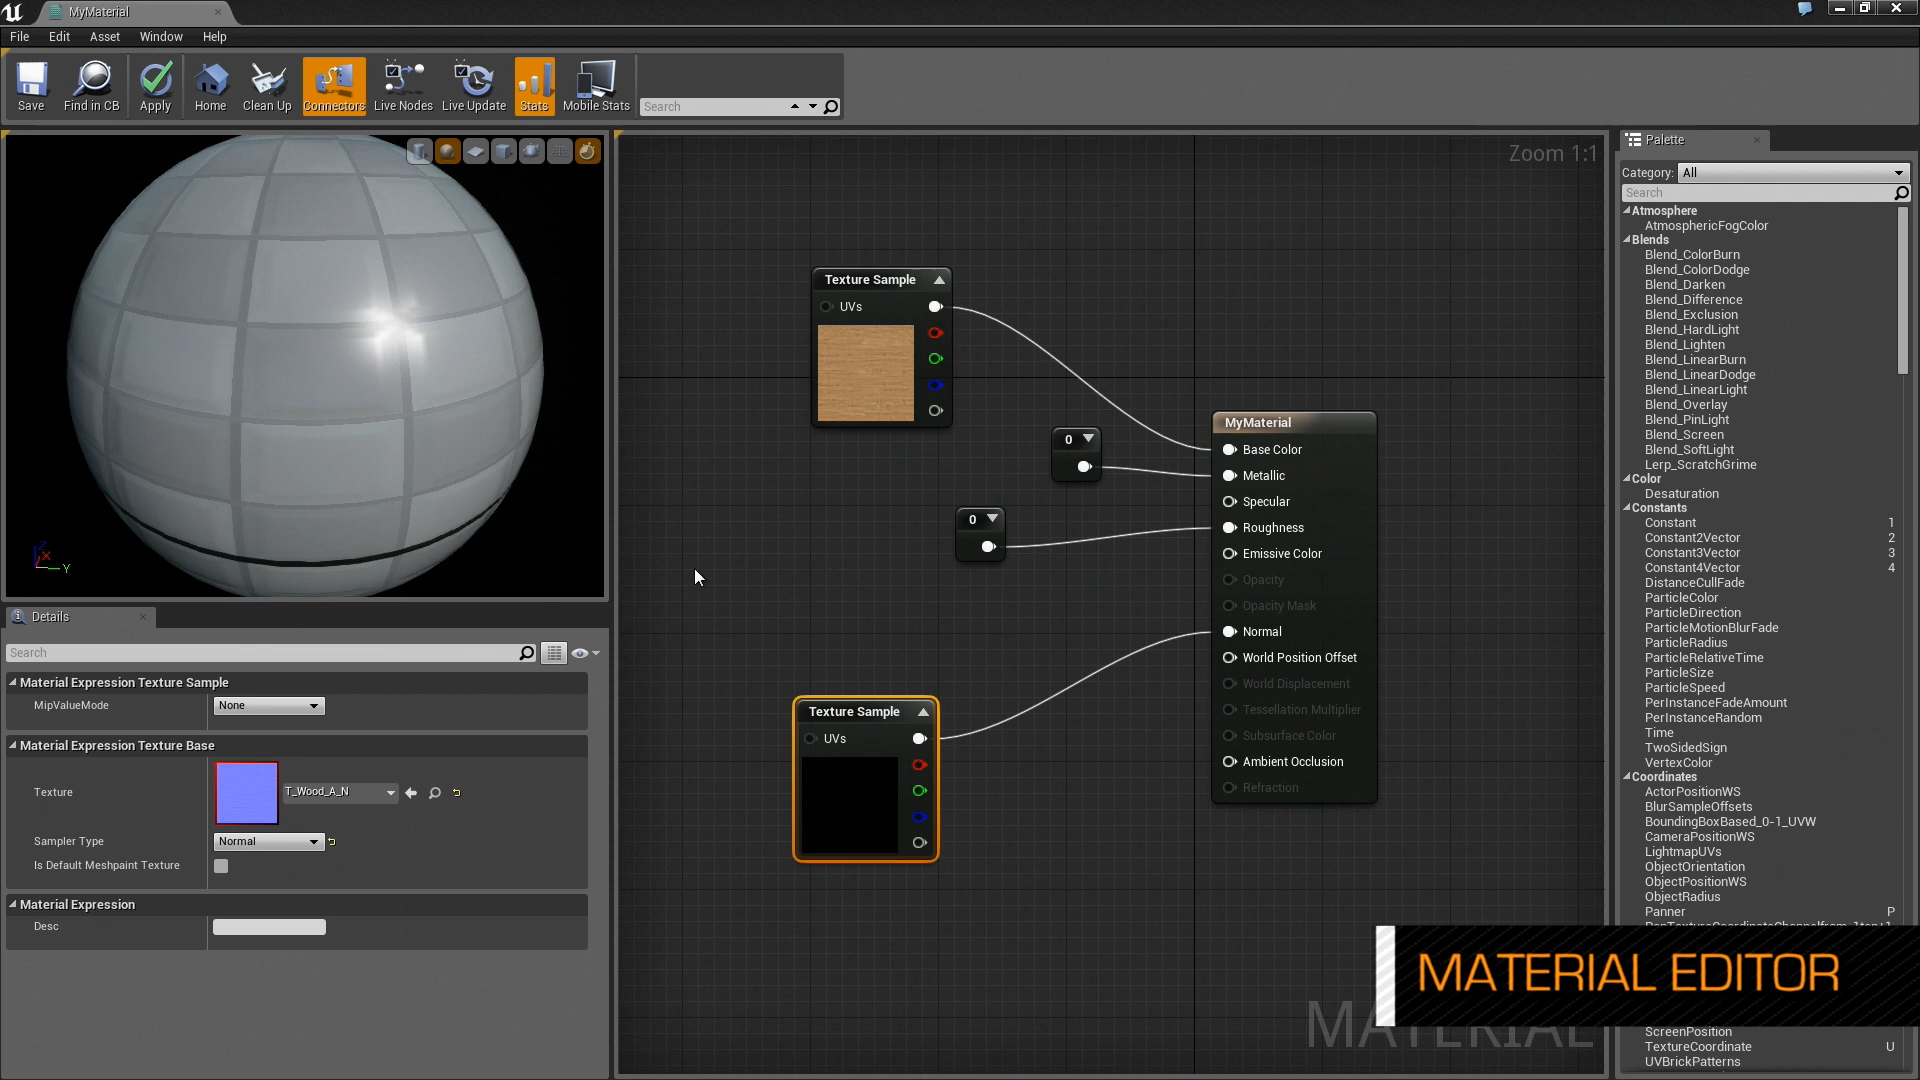 MyMaterial
File Edit Asset Window Help
Save Find in CB Apply Home Clean Up Connectors Live Nodes Live Update Stats Mobile Stats Search
Zoom 1:1
Y
Details
Search
Material Expression Texture Sample
MipValueMode None
Material Expression Texture Base
Texture T_Wood_A_N
Sampler Type Normal
Is Default Meshpaint Texture
Material Expression
Desc
Texture Sample
UVs
0
0
Texture Sample
UVs
MyMaterial
Base Color
Metallic
Specular
Roughness
Emissive Color
Opacity
Opacity Mask
Normal
World Position Offset
World Displacement
Tessellation Multiplier
Subsurface Color
Ambient Occlusion
Refraction
Palette
Category: All
Search
Atmosphere
AtmosphericFogColor
Blends
Blend_ColorBurn
Blend_ColorDodge
Blend_Darken
Blend_Difference
Blend_Exclusion
Blend_HardLight
Blend_Lighten
Blend_LinearBurn
Blend_LinearDodge
Blend_LinearLight
Blend_Overlay
Blend_PinLight
Blend_Screen
Blend_SoftLight
Lerp_ScratchGrime
Color
Desaturation
Constants
Constant 1
Constant2Vector 2
Constant3Vector 3
Constant4Vector 4
DistanceCullFade
ParticleColor
ParticleDirection
ParticleMotionBlurFade
ParticleRadius
ParticleRelativeTime
ParticleSize
ParticleSpeed
PerInstanceFadeAmount
PerInstanceRandom
Time
TwoSidedSign
VertexColor
Coordinates
ActorPositionWS
BlurSampleOffsets
BoundingBoxBased_0-1_UVW
CameraPositionWS
LightmapUVs
ObjectOrientation
ObjectPositionWS
ObjectRadius
Panner P
MATERIAL EDITOR
MATERIAL
ScreenPosition
TextureCoordinate U
UVBrickPatterns